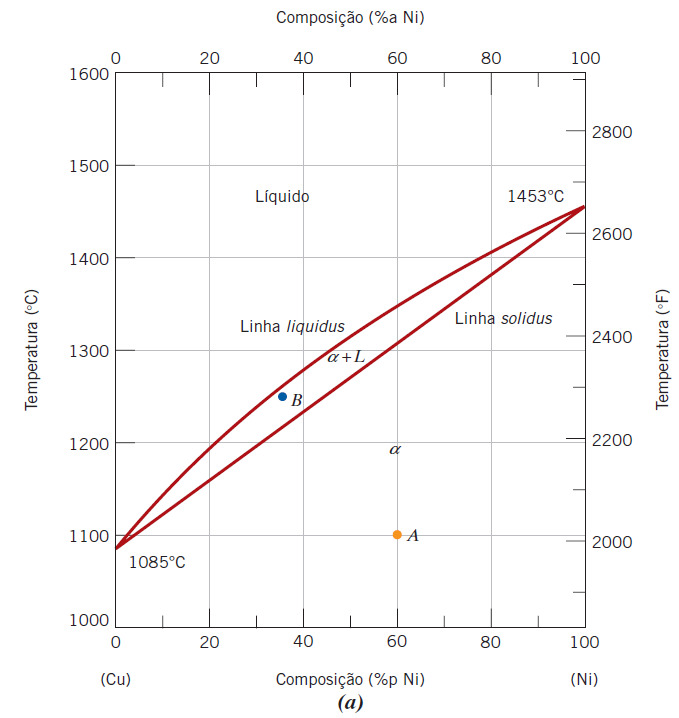 Composição (%a Ni)
0 20 40 60 80 100
1600
2800
1500
Líquido
1453°C
2600
1400
Linha liquidus
Linha solidus
2400
1300
α + L
B
1200
2200
α
1100
A
2000
1085°C
1000
0 20 40 60 80 100
(Cu) Composição (%p Ni) (Ni)
(a)
Temperatura (°C)
Temperatura (°F)